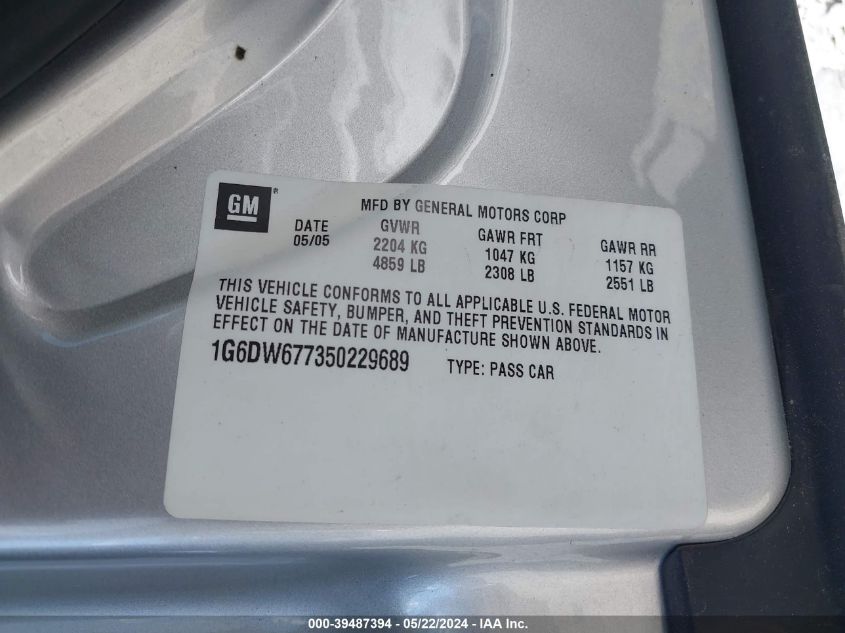 GM®
MFD BY GENERAL MOTORS CORP
DATE GVWR GAWR FRT GAWR RR
05/05 2204 KG 1047 KG 1157 KG
4859 LB 2308 LB 2551 LB
THIS VEHICLE CONFORMS TO ALL APPLICABLE U.S. FEDERAL MOTOR
VEHICLE SAFETY, BUMPER, AND THEFT PREVENTION STANDARDS IN
EFFECT ON THE DATE OF MANUFACTURE SHOWN ABOVE.
1G6DW677350229689 TYPE: PASS CAR
000-39487394 - 05/22/2024 - IAA Inc.